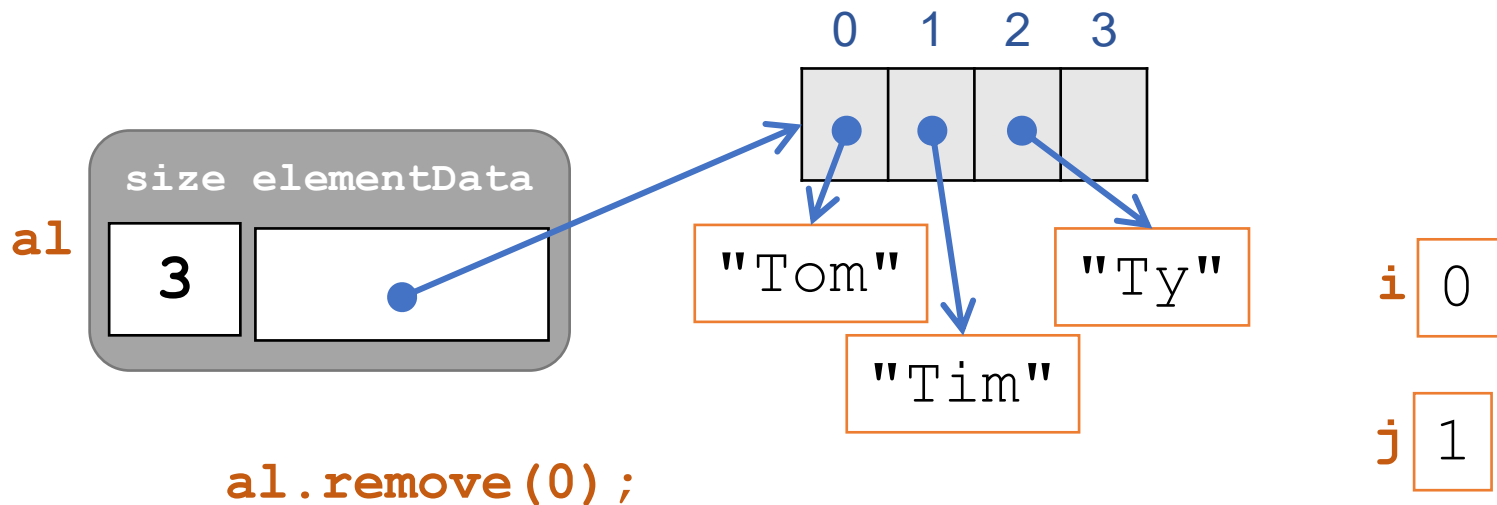 0 1 2 3
size elementData
al
3
"Tom"
"Ty"
"Tim"
i 0
j 1
al.remove(0);